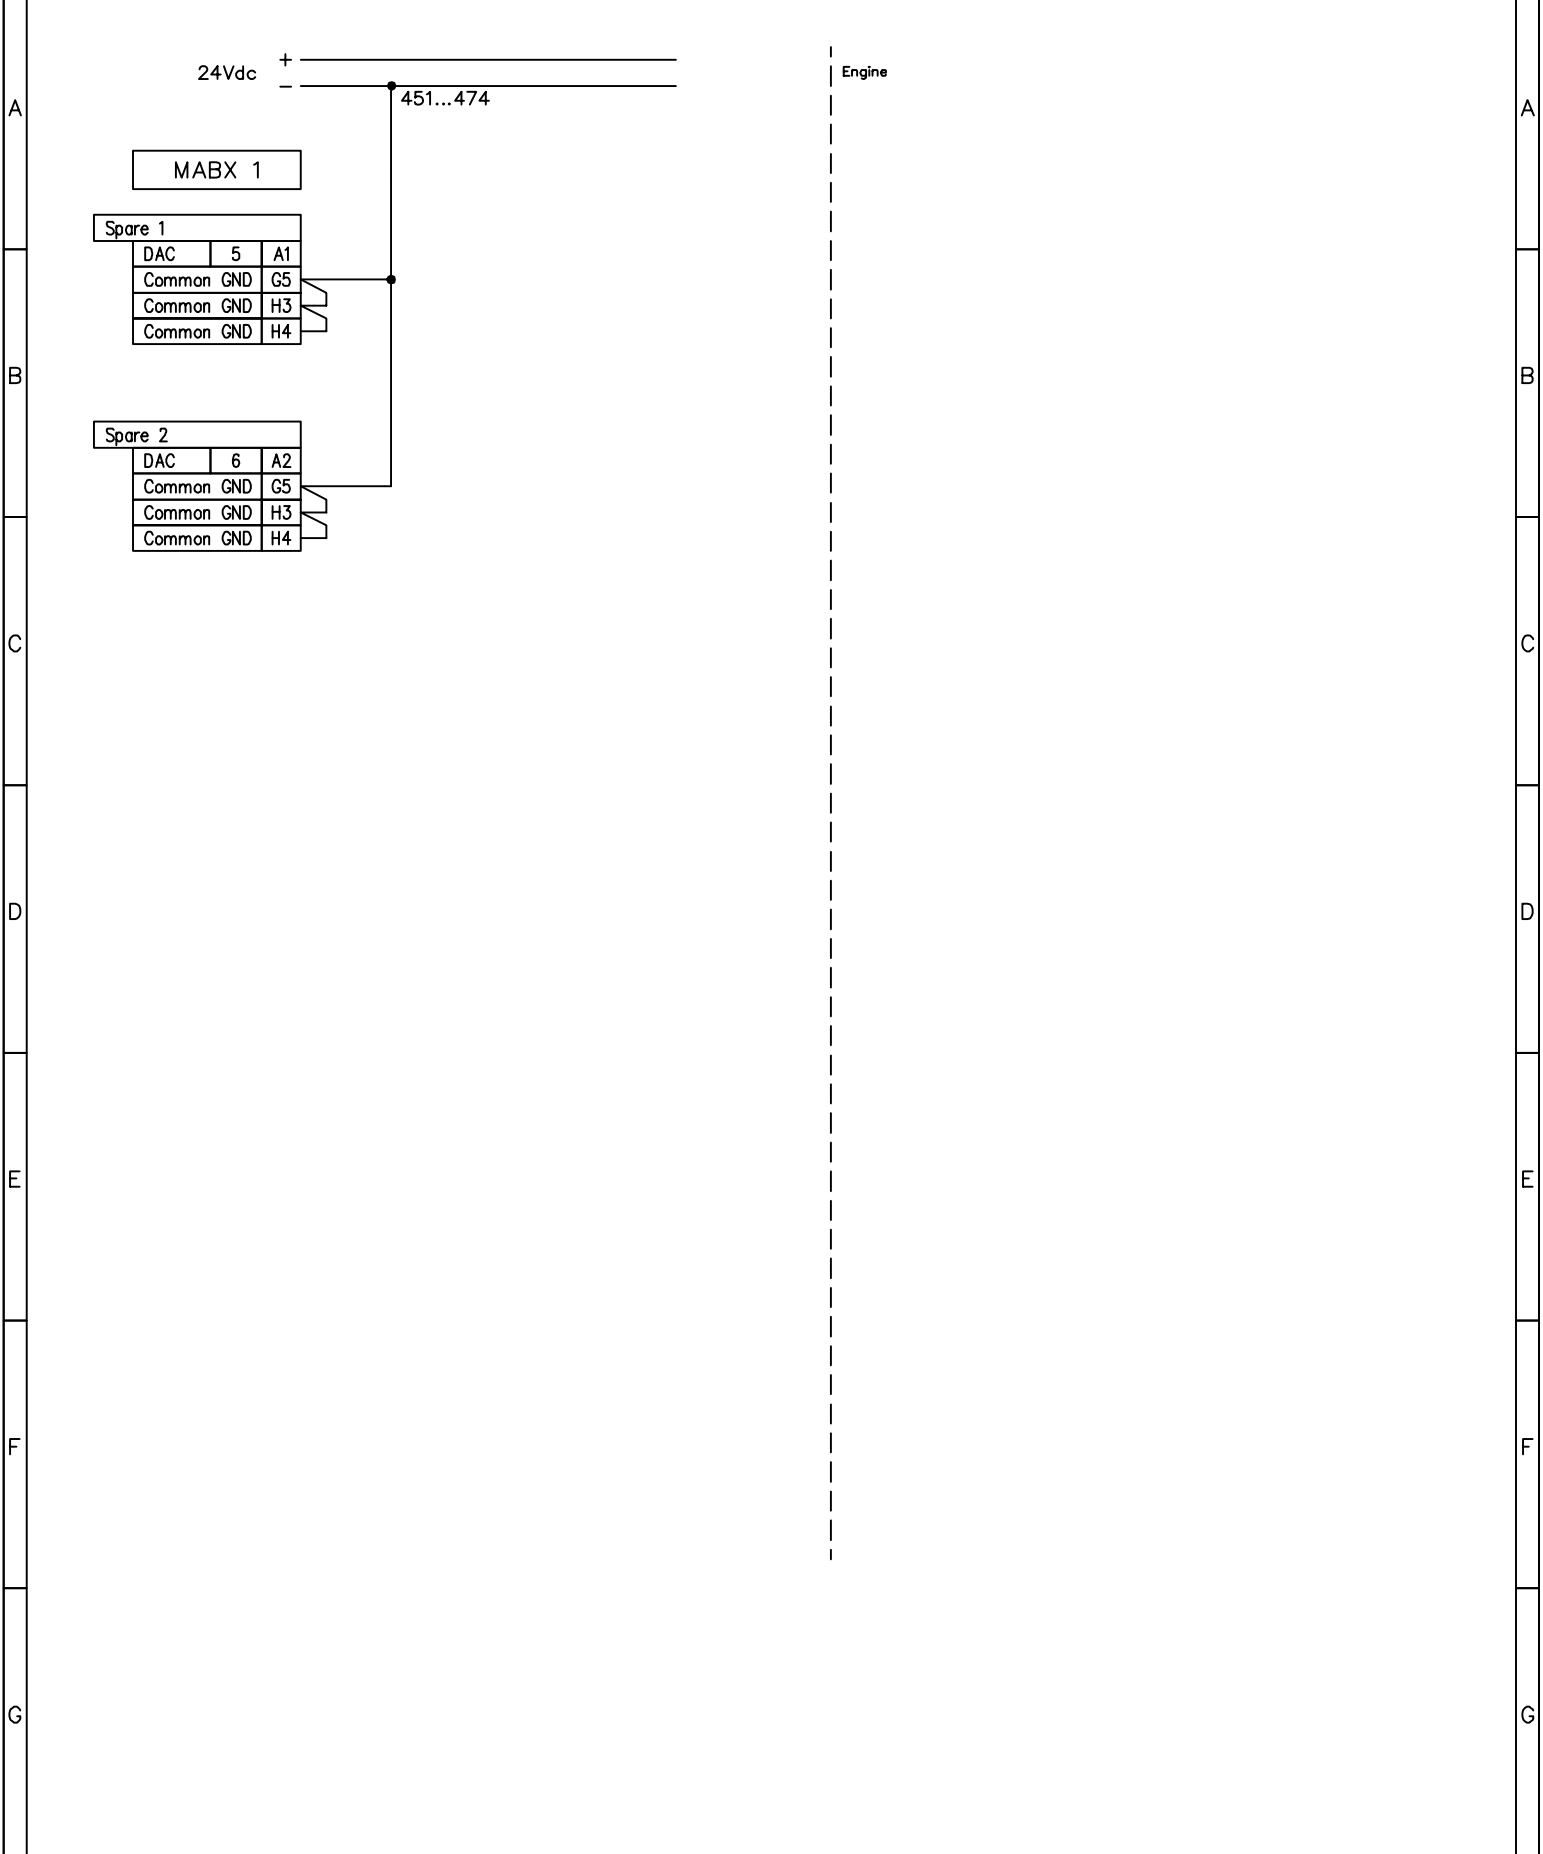 +
24Vdc
−
Engine
451...474
A
A
MABX 1
Spare 1
DAC 5 A1
Common GND G5
Common GND H3
Common GND H4
B
B
Spare 2
DAC 6 A2
Common GND G5
Common GND H3
Common GND H4
C
C
D
D
E
E
F
F
G
G